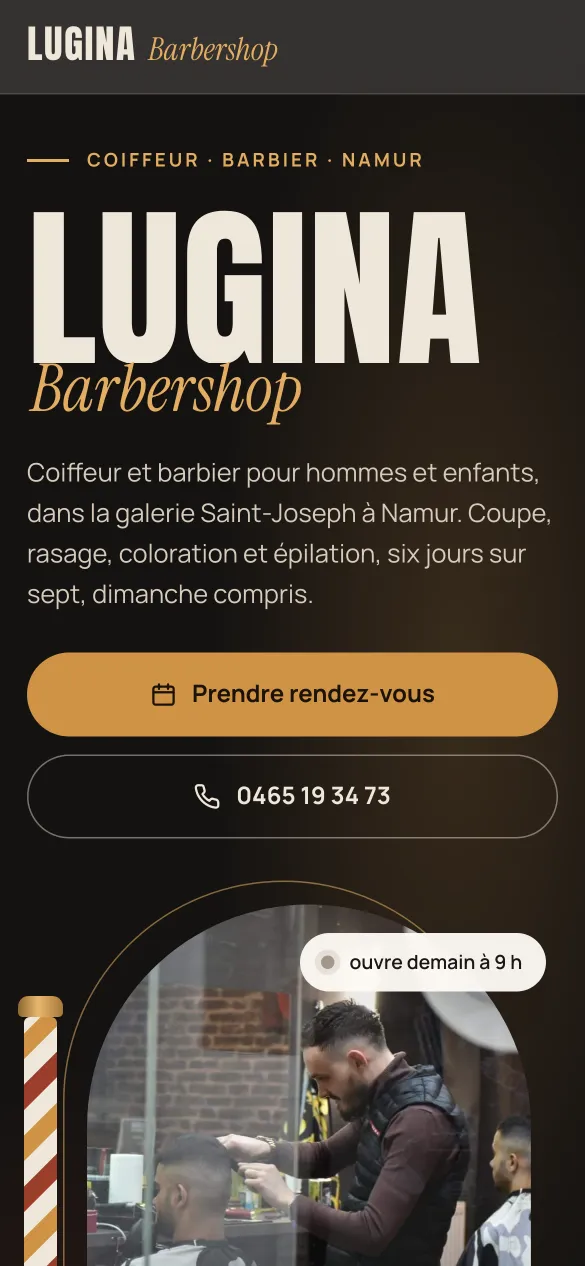 LUGINA Barbershop
COIFFEUR · BARBIER · NAMUR
LUGINA
Barbershop
Coiffeur et barbier pour hommes et enfants,
dans la galerie Saint-Joseph à Namur. Coupe,
rasage, coloration et épilation, six jours sur
sept, dimanche compris.
Prendre rendez-vous
0465 19 34 73
ouvre demain à 9 h